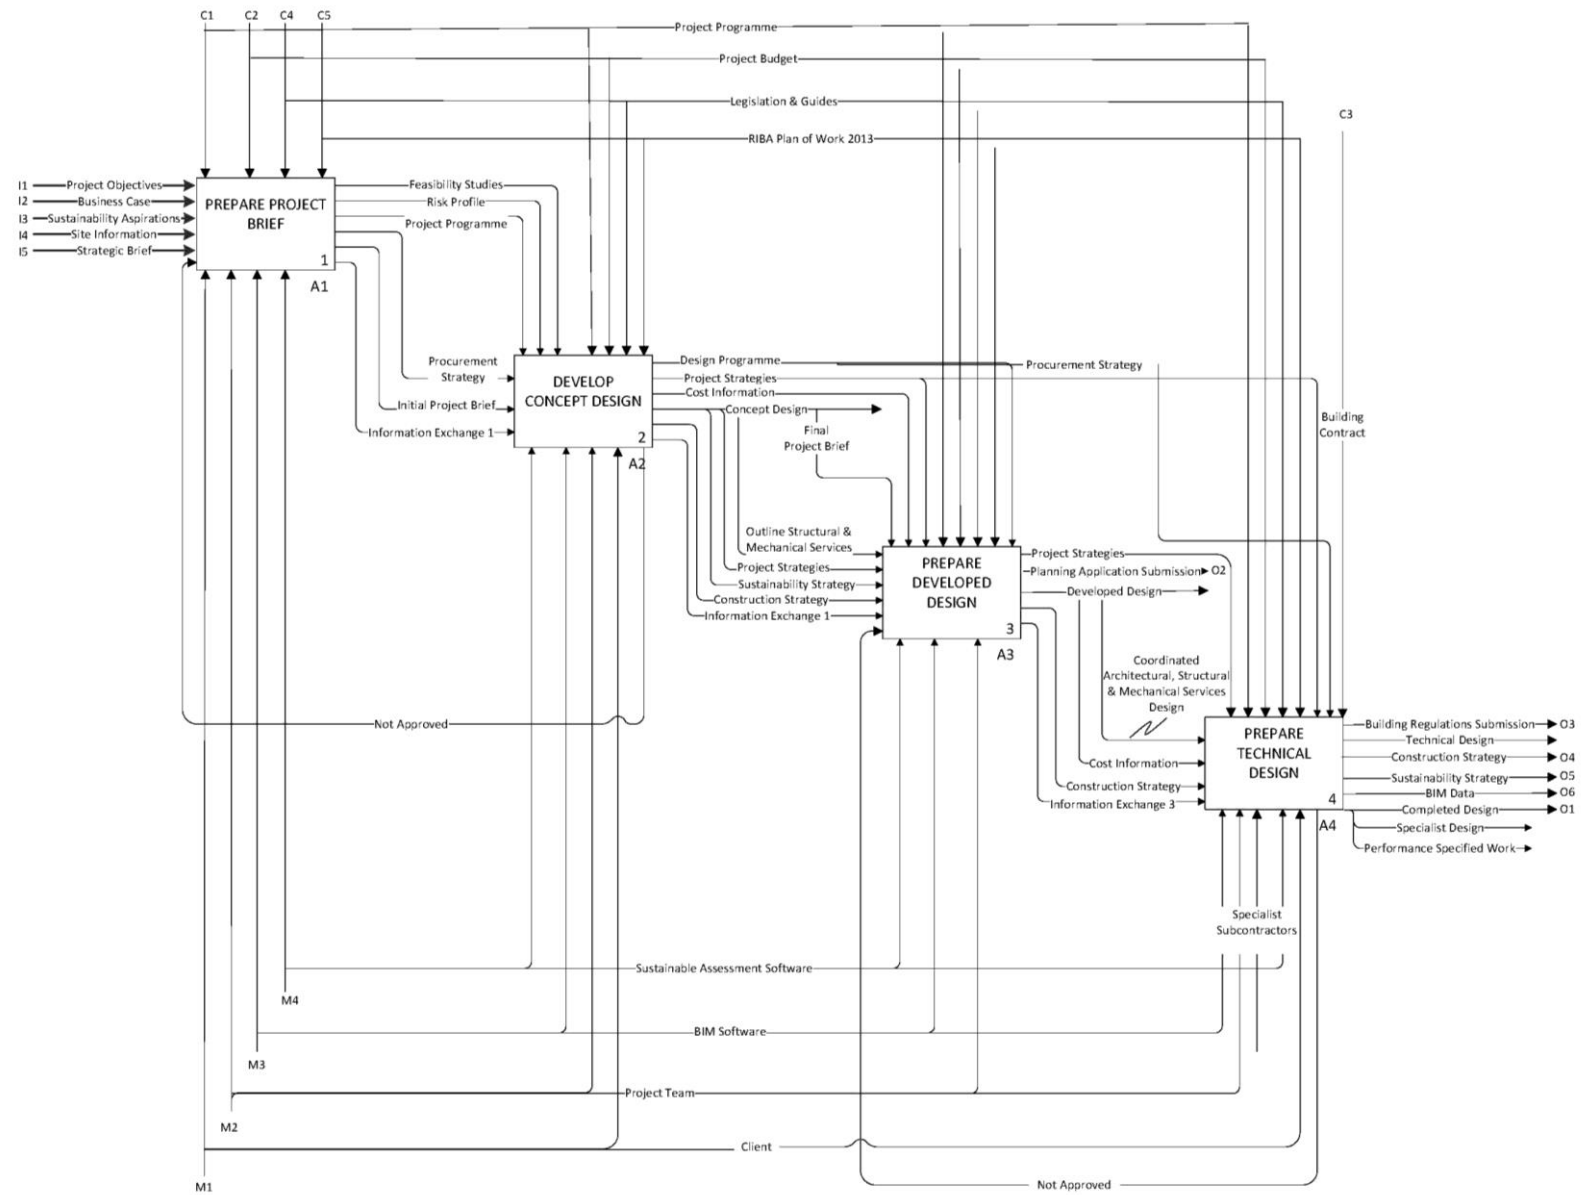 C1
C2
C4
C5
Project Programme
Project Budget
Legislation & Guides
C3
RIBA Plan of Work 2013
I1
Project Objectives
I2
Business Case
I3
Sustainability Aspirations
I4
Site Information
I5
Strategic Brief
PREPARE PROJECT
BRIEF
1
A1
Feasibility Studies
Risk Profile
Project Programme
Procurement
Strategy
Initial Project Brief
Information Exchange 1
DEVELOP
CONCEPT DESIGN
2
A2
Design Programme
Procurement Strategy
Project Strategies
Cost Information
Concept Design
Final
Project Brief
Building
Contract
Outline Structural &
Mechanical Services
Project Strategies
Sustainability Strategy
Construction Strategy
Information Exchange 1
PREPARE
DEVELOPED
DESIGN
3
A3
Project Strategies
Planning Application Submission
O2
Developed Design
Coordinated
Architectural, Structural
& Mechanical Services
Design
Cost Information
Construction Strategy
Information Exchange 3
Not Approved
PREPARE
TECHNICAL
DESIGN
4
A4
Building Regulations Submission
O3
Technical Design
Construction Strategy
O4
Sustainability Strategy
O5
BIM Data
O6
Completed Design
O1
Specialist Design
Performance Specified Work
Specialist
Subcontractors
Sustainable Assessment Software
M4
BIM Software
M3
Project Team
M2
Client
M1
Not Approved